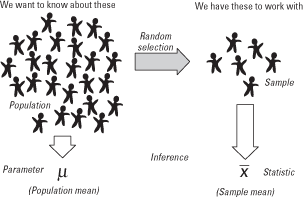 We want to know about these
We have these to work with
Random
selection
Population
Sample
Parameter
μ
Inference
x̄
Statistic
(Population mean)
(Sample mean)